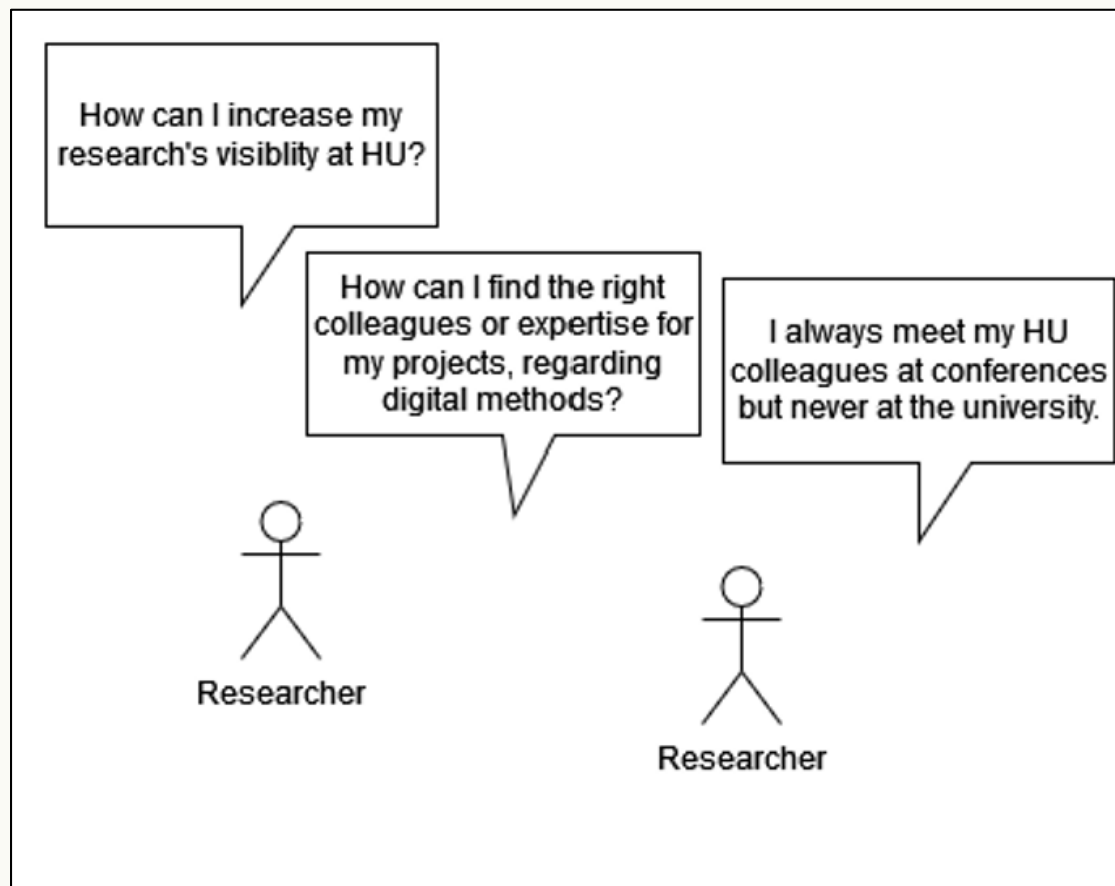 How can I increase my
research's visiblity at HU?
How can I find the right
colleagues or expertise for
my projects, regarding
digital methods?
I always meet my HU
colleagues at conferences
but never at the university.
Researcher
Researcher